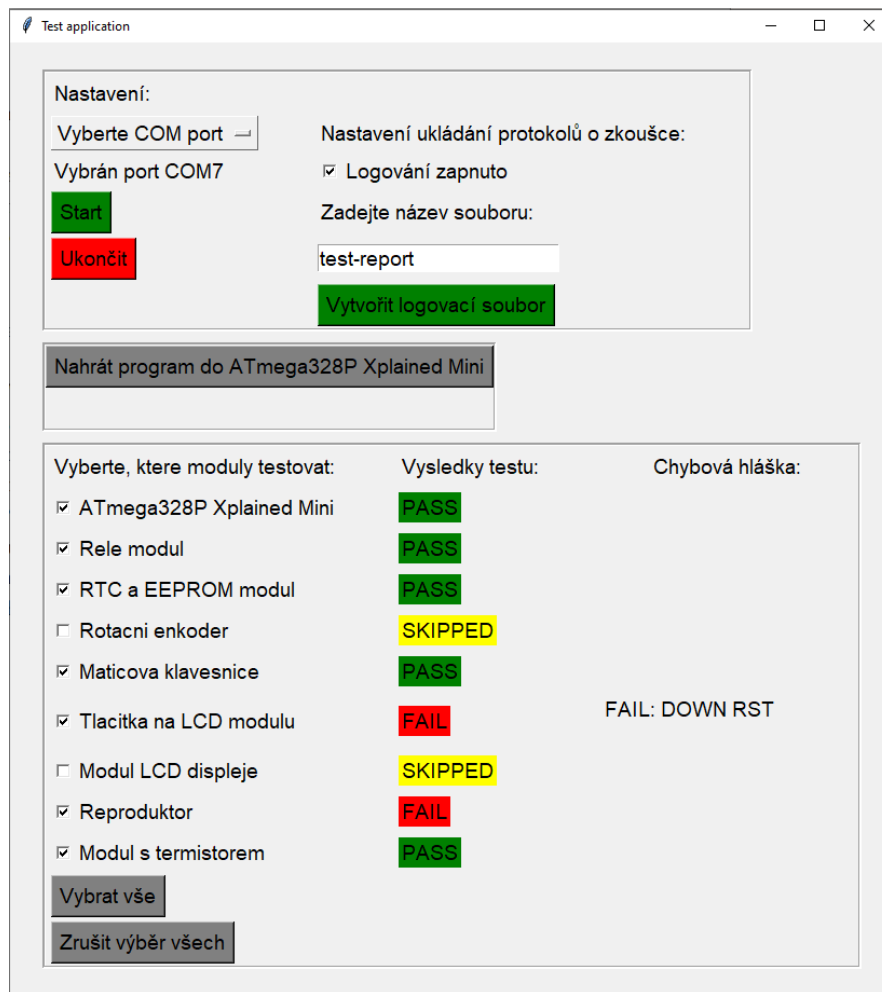 Test application
Nastavení:
Vyberte COM port
Nastavení ukládání protokolů o zkoušce:
Vybrán port COM7
Logování zapnuto
Start
Zadejte název souboru:
Ukončit
test-report
Vytvořit logovací soubor
Nahrát program do ATmega328P Xplained Mini
Vyberte, ktere moduly testovat: Vysledky testu: Chybová hláška:
ATmega328P Xplained Mini PASS
Rele modul PASS
RTC a EEPROM modul PASS
Rotacni enkoder SKIPPED
Maticova klavesnice PASS
Tlacitka na LCD modulu FAIL FAIL: DOWN RST
Modul LCD displeje SKIPPED
Reproduktor FAIL
Modul s termistorem PASS
Vybrat vše
Zrušit výběr všech